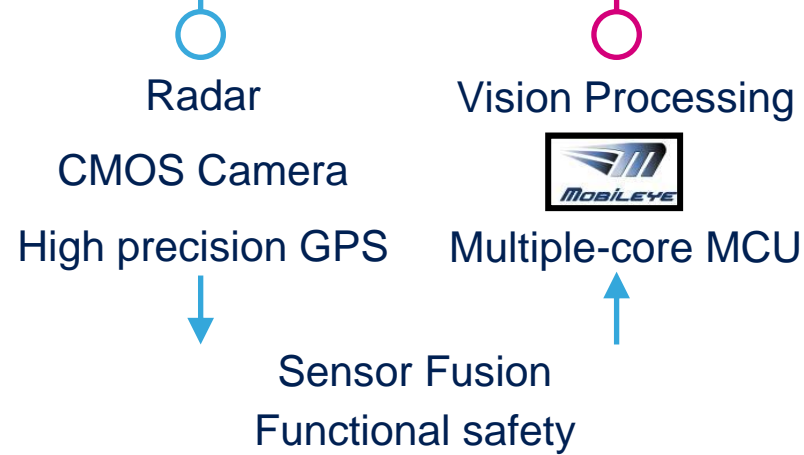 Radar
CMOS Camera
High precision GPS
Vision Processing
MOBILEYE
Multiple-core MCU
Sensor Fusion
Functional safety